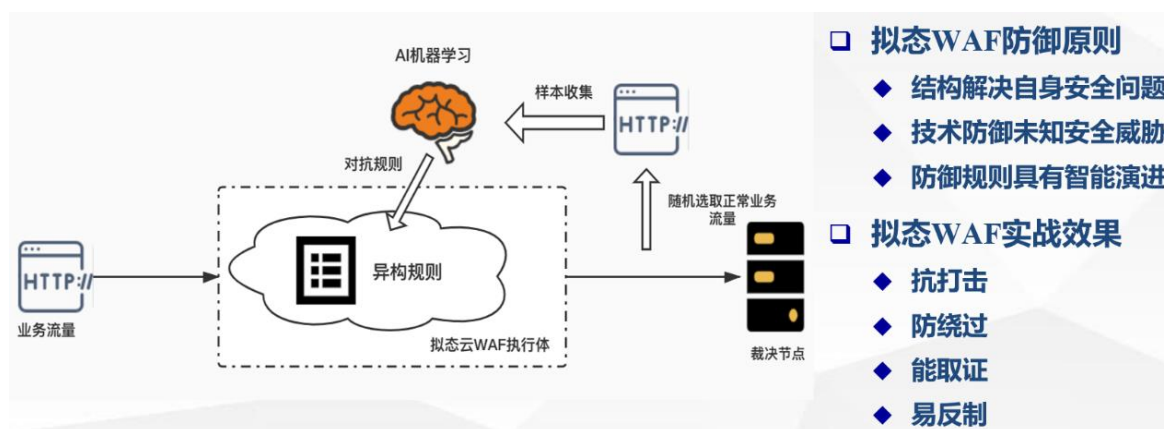 AI机器学习
样本收集
HTTP://
对抗规则
随机选取正常业务
流量
HTTP://
业务流量
异构规则
拟态云WAF执行体
裁决节点
拟态WAF防御原则
结构解决自身安全问题
技术防御未知安全威胁
防御规则具有智能演进
拟态WAF实战效果
抗打击
防绕过
能取证
易反制